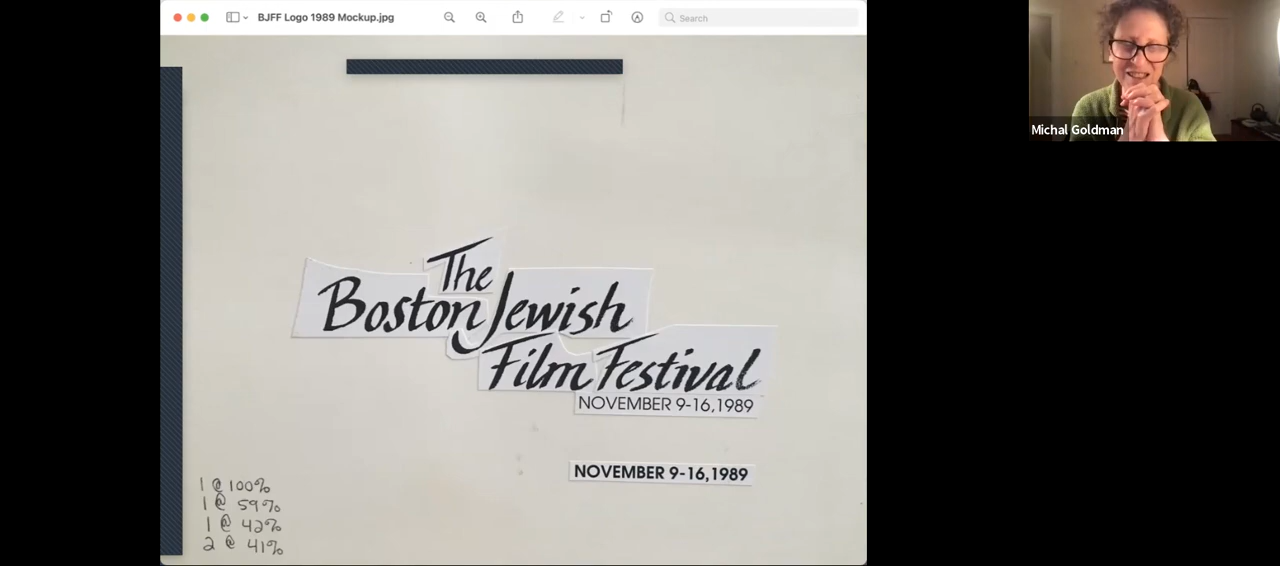 BJFF Logo 1989 Mockup.jpg
Search
Michal Goldman
The
Boston Jewish
Film Festival
NOVEMBER 9-16,1989
NOVEMBER 9-16,1989
1 @ 100%
1 @ 59%
1 @ 42%
2 @ 41%